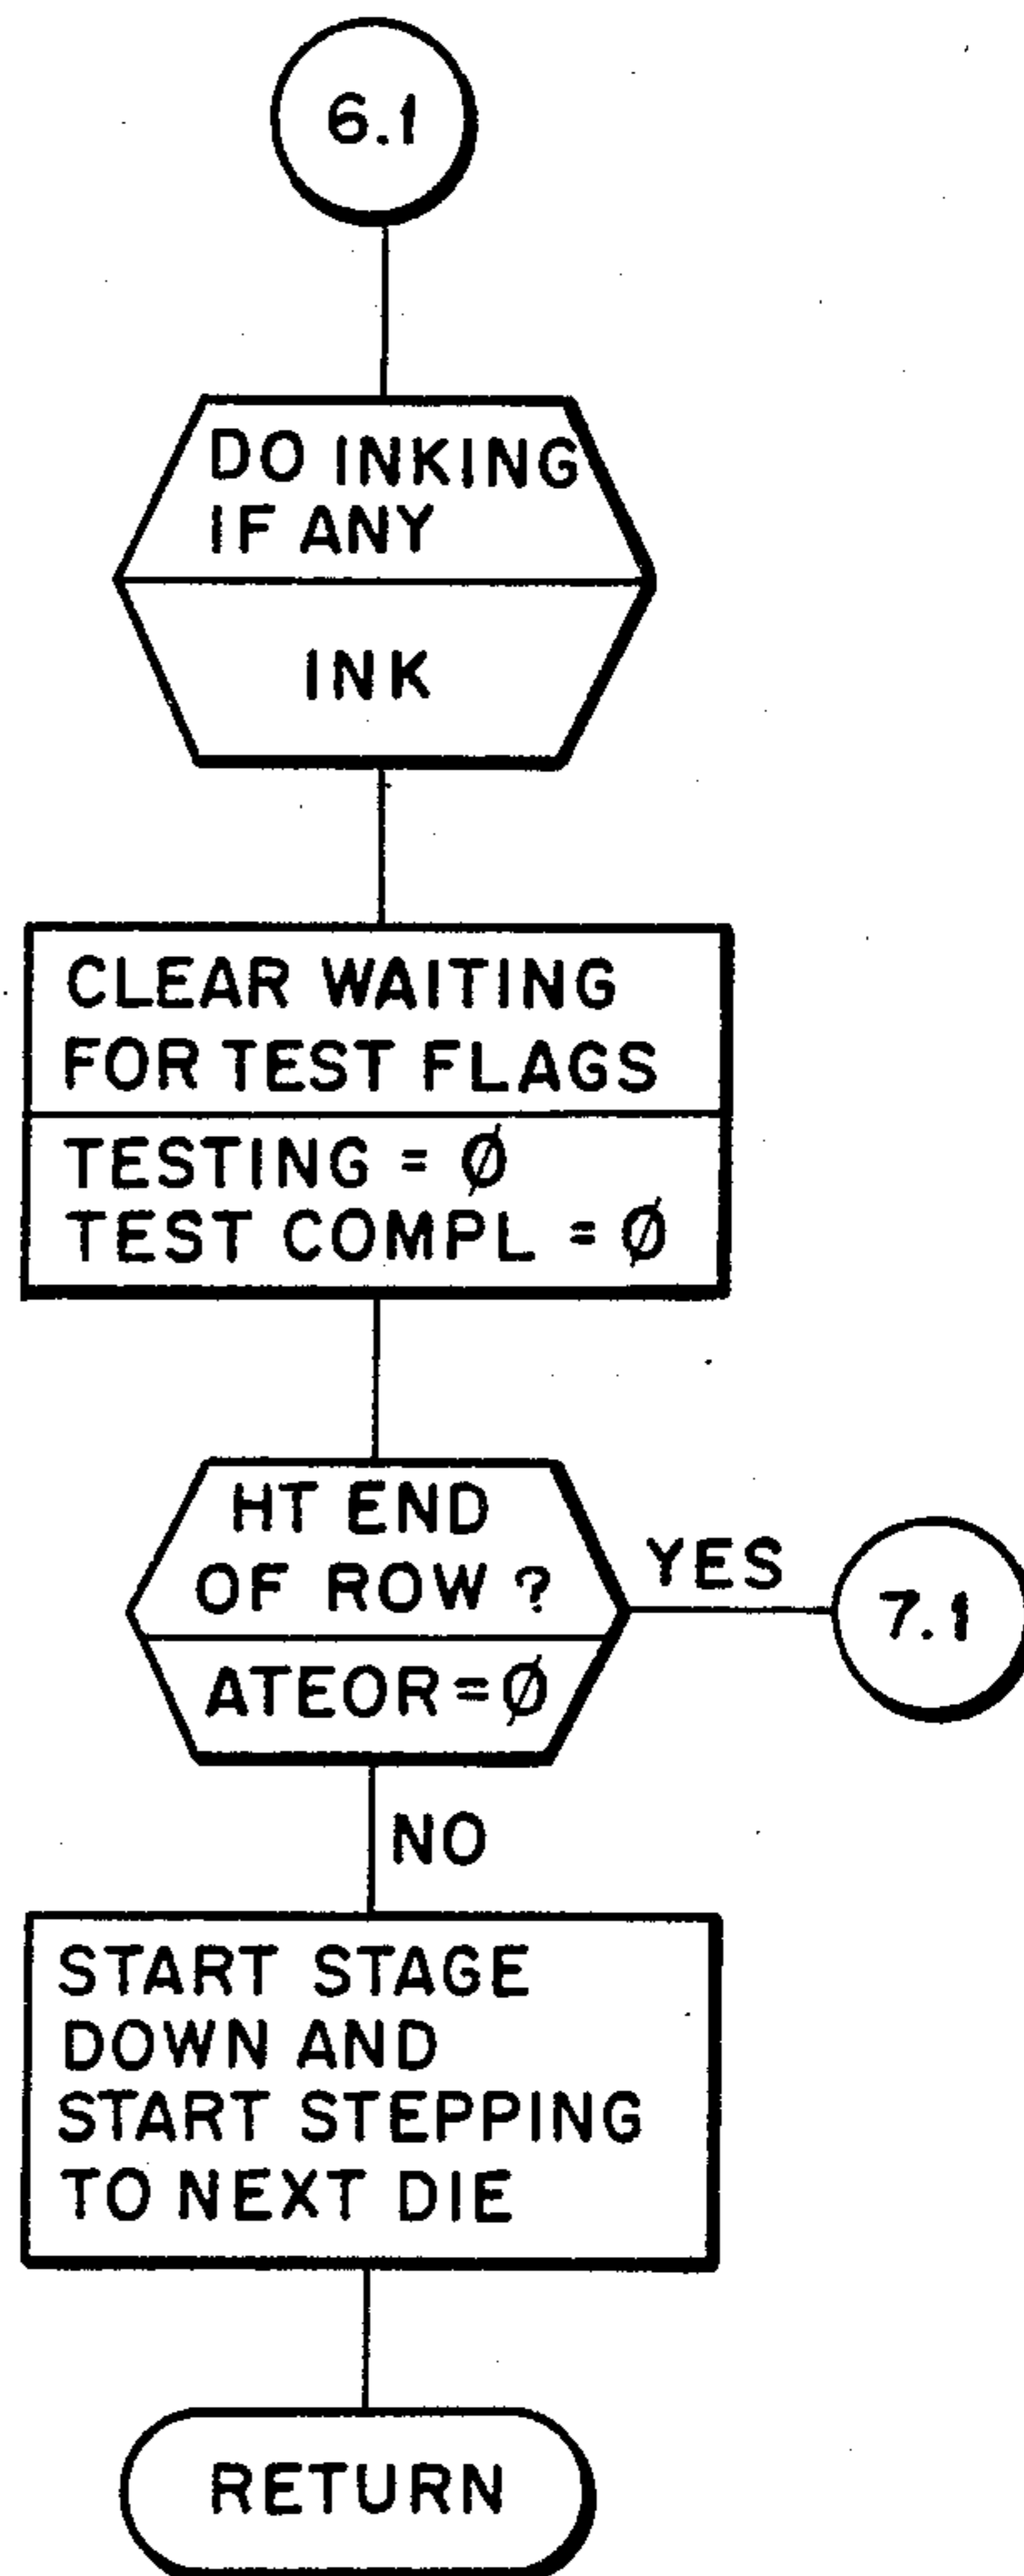 6.1
DO INKING
IF ANY
INK
CLEAR WAITING
FOR TEST FLAGS
TESTING = Ø
TEST COMPL = Ø
HT END
OF ROW ?
YES
7.1
ATEOR=Ø
NO
START STAGE
DOWN AND
START STEPPING
TO NEXT DIE
RETURN